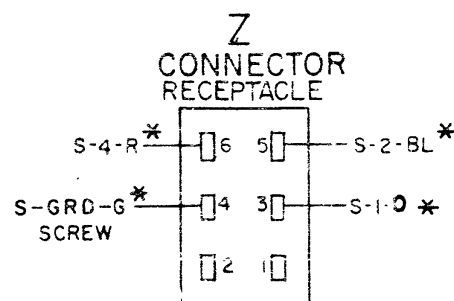 Z
CONNECTOR
RECEPTACLE
S-4-R* 6 5 S-2-BL*
S-GRD-G* 4 3 S-1-O *
SCREW
2 1